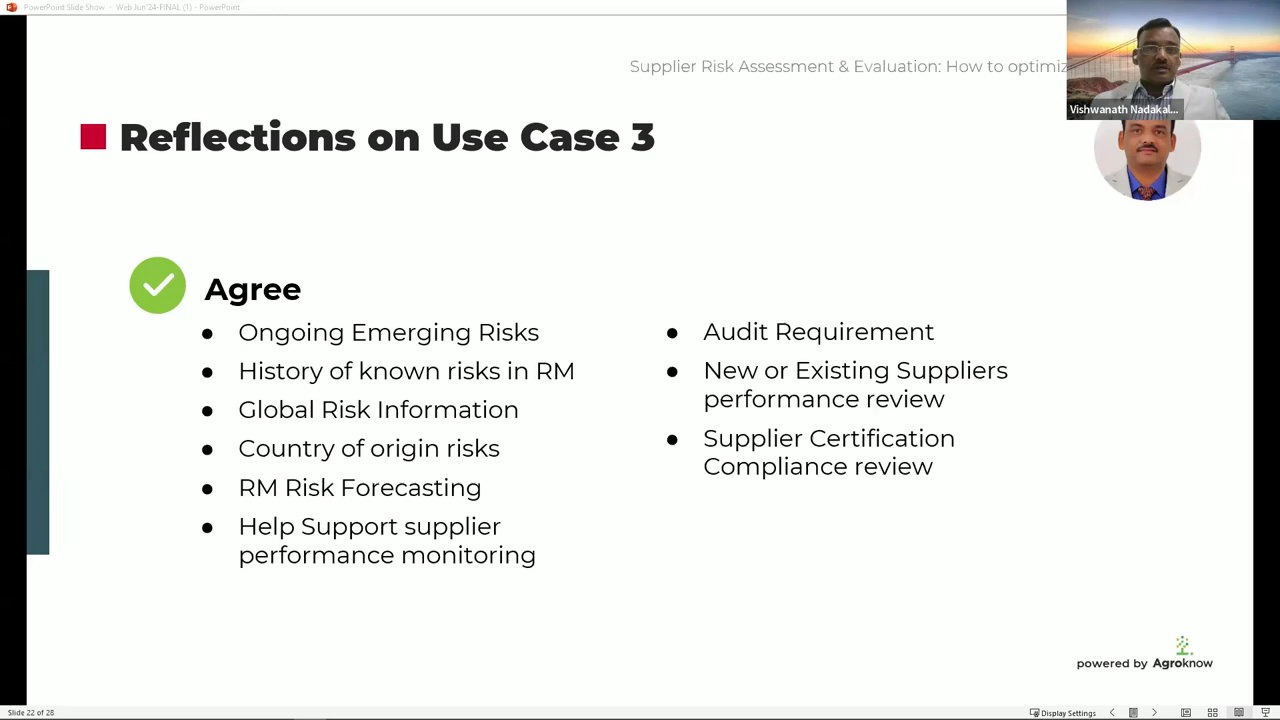 PowerPoint Slide Show - Web Jun'24-FINAL (1) - PowerPoint
Supplier Risk Assessment & Evaluation: How to optimiz
Vishwanath Nadakal...
Reflections on Use Case 3
Agree
● Ongoing Emerging Risks
● History of known risks in RM
● Global Risk Information
● Country of origin risks
● RM Risk Forecasting
● Help Support supplier
performance monitoring
● Audit Requirement
● New or Existing Suppliers
performance review
● Supplier Certification
Compliance review
powered by Agroknow
Slide 22 of 28
Display Settings